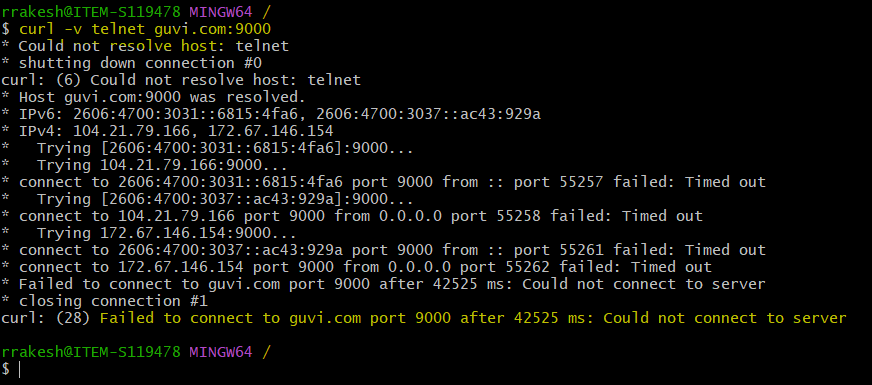 rrakesh@ITEM-S119478 MINGW64 /
$ curl -v telnet guvi.com:9000
* Could not resolve host: telnet
* shutting down connection #0
curl: (6) Could not resolve host: telnet
* Host guvi.com:9000 was resolved.
* IPv6: 2606:4700:3031::6815:4fa6, 2606:4700:3037::ac43:929a
* IPv4: 104.21.79.166, 172.67.146.154
*   Trying [2606:4700:3031::6815:4fa6]:9000...
*   Trying 104.21.79.166:9000...
* connect to 2606:4700:3031::6815:4fa6 port 9000 from :: port 55257 failed: Timed out
*   Trying [2606:4700:3037::ac43:929a]:9000...
* connect to 104.21.79.166 port 9000 from 0.0.0.0 port 55258 failed: Timed out
*   Trying 172.67.146.154:9000...
* connect to 2606:4700:3037::ac43:929a port 9000 from :: port 55261 failed: Timed out
* connect to 172.67.146.154 port 9000 from 0.0.0.0 port 55262 failed: Timed out
* Failed to connect to guvi.com port 9000 after 42525 ms: Could not connect to server
* closing connection #1
curl: (28) Failed to connect to guvi.com port 9000 after 42525 ms: Could not connect to server
rrakesh@ITEM-S119478 MINGW64 /
$